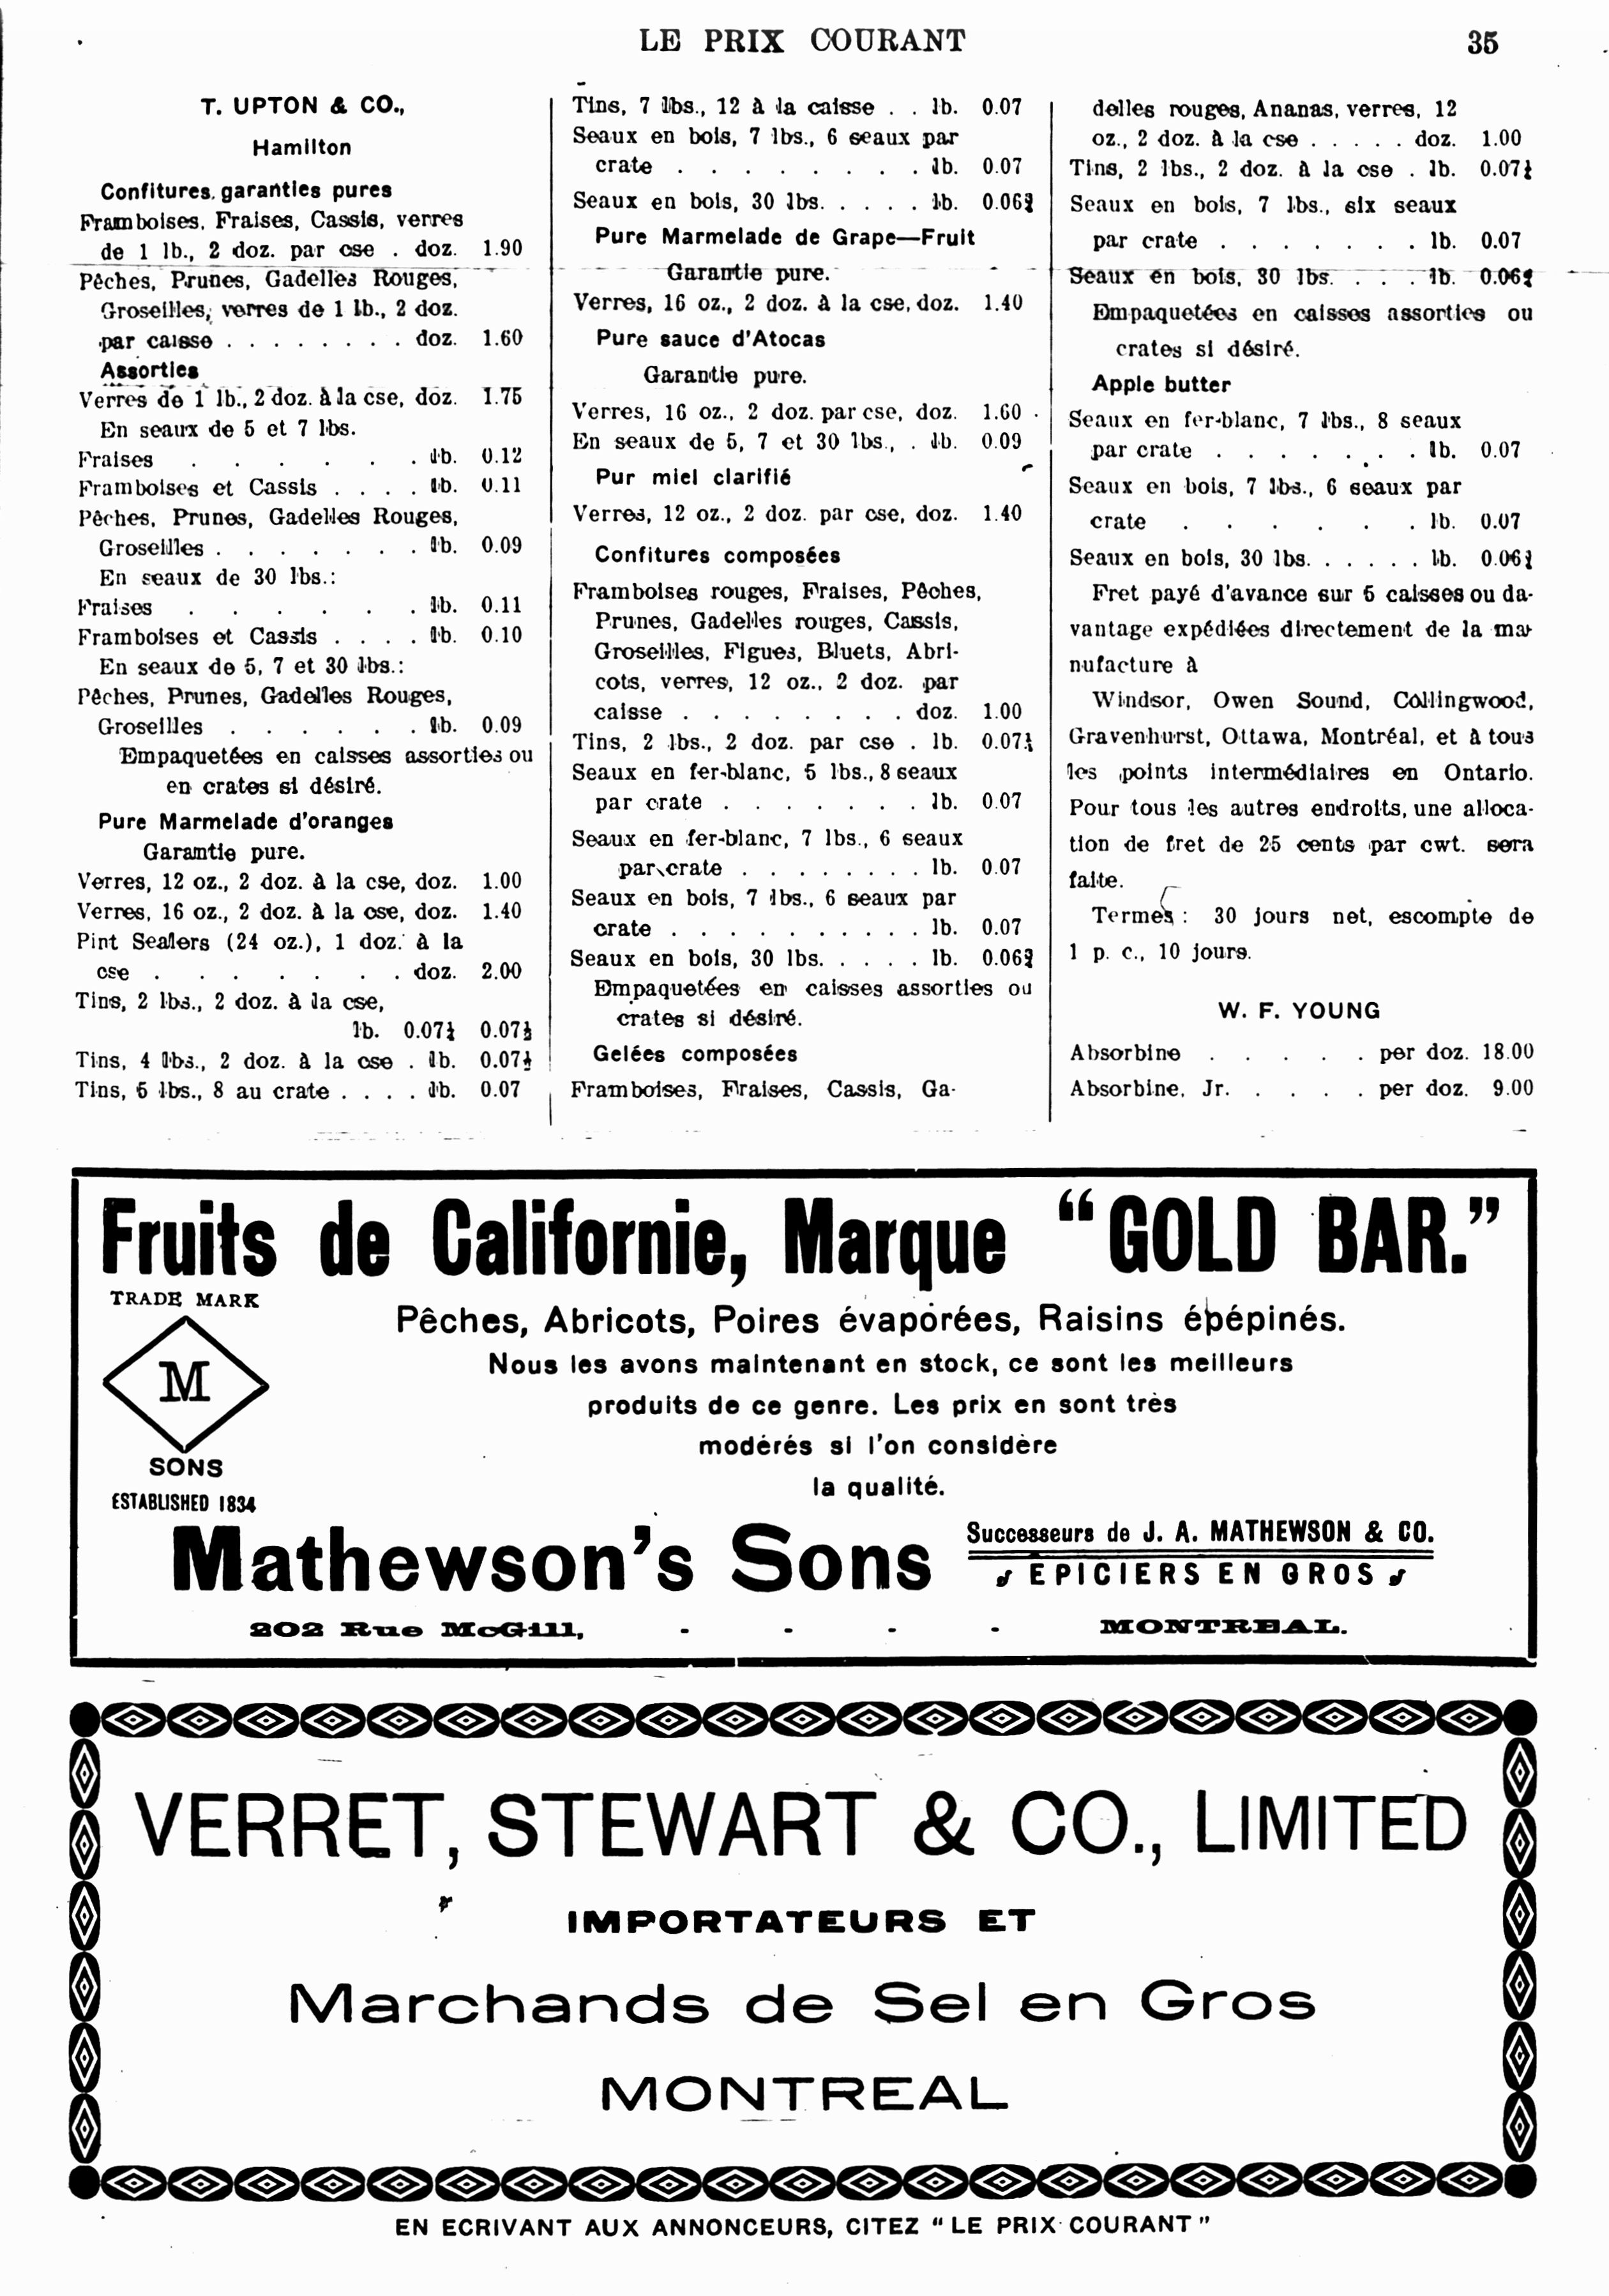 LE PRIX COURANT
35
T. UPTON & CO.,
Hamilton
Confitures, garanties pures
Framboises, Fraises, Cassis, verres
de 1 lb., 2 doz. par cse . doz. 1.90
Pêches, Prunes, Gadelles Rouges,
Groseilles, verres de 1 lb., 2 doz.
par caisse . . . . . . . . doz. 1.60
Assorties
Verres de 1 lb., 2 doz. à la cse, doz. 1.75
En seaux de 5 et 7 lbs.
Fraises . . . . . . . lb. 0.12
Framboises et Cassis . . . . lb. 0.11
Pêches, Prunes, Gadelles Rouges,
Groseilles . . . . . . . lb. 0.09
En seaux de 30 lbs.:
Fraises . . . . . . . lb. 0.11
Framboises et Cassis . . . . lb. 0.10
En seaux de 5, 7 et 30 lbs.:
Pêches, Prunes, Gadelles Rouges,
Groseilles . . . . . . . lb. 0.09
Empaquetées en caisses assorties ou
en crates si désiré.
Pure Marmelade d'oranges
Garantie pure.
Verres, 12 oz., 2 doz. à la cse, doz. 1.00
Verres, 16 oz., 2 doz. à la cse, doz. 1.40
Pint Sealers (24 oz.), 1 doz. à la
cse . . . . . . . doz. 2.00
Tins, 2 lbs., 2 doz. à la cse,
lb.
Tins, 4 lbs., 2 doz. à la cse . lb.
Tins, 5 lbs., 8 au crate . . . . lb. 0.07
Tins, 7 lbs., 12 à la caisse . . lb. 0.07
Seaux en bois, 7 lbs., 6 seaux par
crate . . . . . . . . lb. 0.07
Seaux en bois, 30 lbs. . . . . lb. 0.06¾
Pure Marmelade de Grape—Fruit
Garantie pure.
Verres, 16 oz., 2 doz. à la cse, doz. 1.40
Pure sauce d'Atocas
Garantie pure.
Verres, 16 oz., 2 doz. par cse, doz. 1.60
En seaux de 5, 7 et 30 lbs., . lb. 0.09
Pur miel clarifié
Verres, 12 oz., 2 doz. par cse, doz. 1.40
Confitures composées
Framboises rouges, Fraises, Pêches,
Prunes, Gadelles rouges, Cassis,
Groseilles, Figues, Bluets, Abri-
cots, verres, 12 oz., 2 doz. par
caisse . . . . . . . . doz. 1.00
Tins, 2 lbs., 2 doz. par cse . lb.
Seaux en fer-blanc, 5 lbs., 8 seaux
par crate . . . . . . . lb. 0.07
Seaux en fer-blanc, 7 lbs., 6 seaux
par crate . . . . . . . . lb. 0.07
Seaux en bois, 7 lbs., 6 seaux par
crate . . . . . . . . . . lb. 0.07
Seaux en bois, 30 lbs. . . . . lb. 0.06¾
Empaquetées en caisses assorties ou
crates si désiré.
Gelées composées
Framboises, Fraises, Cassis, Ga-
delles rouges, Ananas, verres, 12
oz., 2 doz. à la cse . . . . . doz. 1.00
Tins, 2 lbs., 2 doz. à la cse . lb.
Seaux en bois, 7 lbs., six seaux
par crate . . . . . . . lb. 0.07
Seaux en bois, 30 lbs. . . . lb. 0.06¾
Empaquetées en caisses assorties ou
crates si désiré.
Apple butter
Seaux en fer-blanc, 7 lbs., 8 seaux
par crate . . . . . . . lb. 0.07
Seaux en bois, 7 lbs., 6 seaux par
crate . . . . . . lb. 0.07
Seaux en bois, 30 lbs. . . . . . lb. 0.06¾
Fret payé d'avance sur 5 caisses ou da-
vantage expédiées directement de la ma-
nufacture à
Windsor, Owen Sound, Collingwood,
Gravenhurst, Ottawa, Montréal, et à tous
les points intermédiaires en Ontario.
Pour tous les autres endroits, une alloca-
tion de fret de 25 cents par cwt. sera
faite.
Termes : 30 jours net, escompte de
1 p. c., 10 jours.
W. F. YOUNG
Absorbine . . . . . per doz. 18.00
Absorbine, Jr. . . . . per doz. 9.00
Fruits de Californie, Marque “GOLD BAR.”
TRADE MARK
M
SONS
ESTABLISHED 1834
Pêches, Abricots, Poires évaporées, Raisins épépinés.
Nous les avons maintenant en stock, ce sont les meilleurs
produits de ce genre. Les prix en sont très
modérés si l'on considère
la qualité.
Mathewson's Sons
Successeurs de J. A. MATHEWSON & CO.
EPICIERS EN GROS
202 Rue McGill, - - - - MONTREAL.
VERRET, STEWART & CO., LIMITED
IMPORTATEURS ET
Marchands de Sel en Gros
MONTREAL
EN ECRIVANT AUX ANNONCEURS, CITEZ “LE PRIX COURANT”